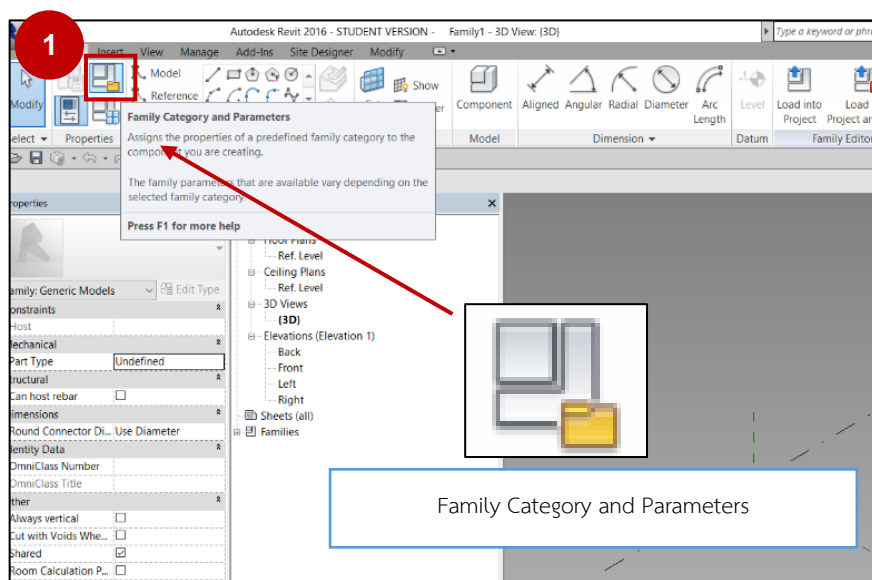 Autodesk Revit 2016 - STUDENT VERSION - Family1 - 3D View: {3D}
Type a keyword or phr
1
Insert View Manage Add-Ins Site Designer Modify
Modify
Model
Reference
Show
Component
Aligned Angular Radial Diameter Arc Length
Level
Load into Project
Load Project an
elect Properties Model Dimension Datum Family Editor
Family Category and Parameters
Assigns the properties of a predefined family category to the
component you are creating.
The family parameters that are available vary depending on the
selected family category.
Press F1 for more help
roperties
amily: Generic Models Edit Type
onstraints
Host
echanical
Part Type Undefined
tructural
Can host rebar
imensions
Round Connector Di... Use Diameter
dentity Data
OmniClass Number
OmniClass Title
ther
Always vertical
Cut with Voids Whe...
Shared
Room Calculation P...
Floor Plans
Ref. Level
Ceiling Plans
Ref. Level
3D Views
{3D}
Elevations (Elevation 1)
Back
Front
Left
Right
Sheets (all)
Families
Family Category and Parameters